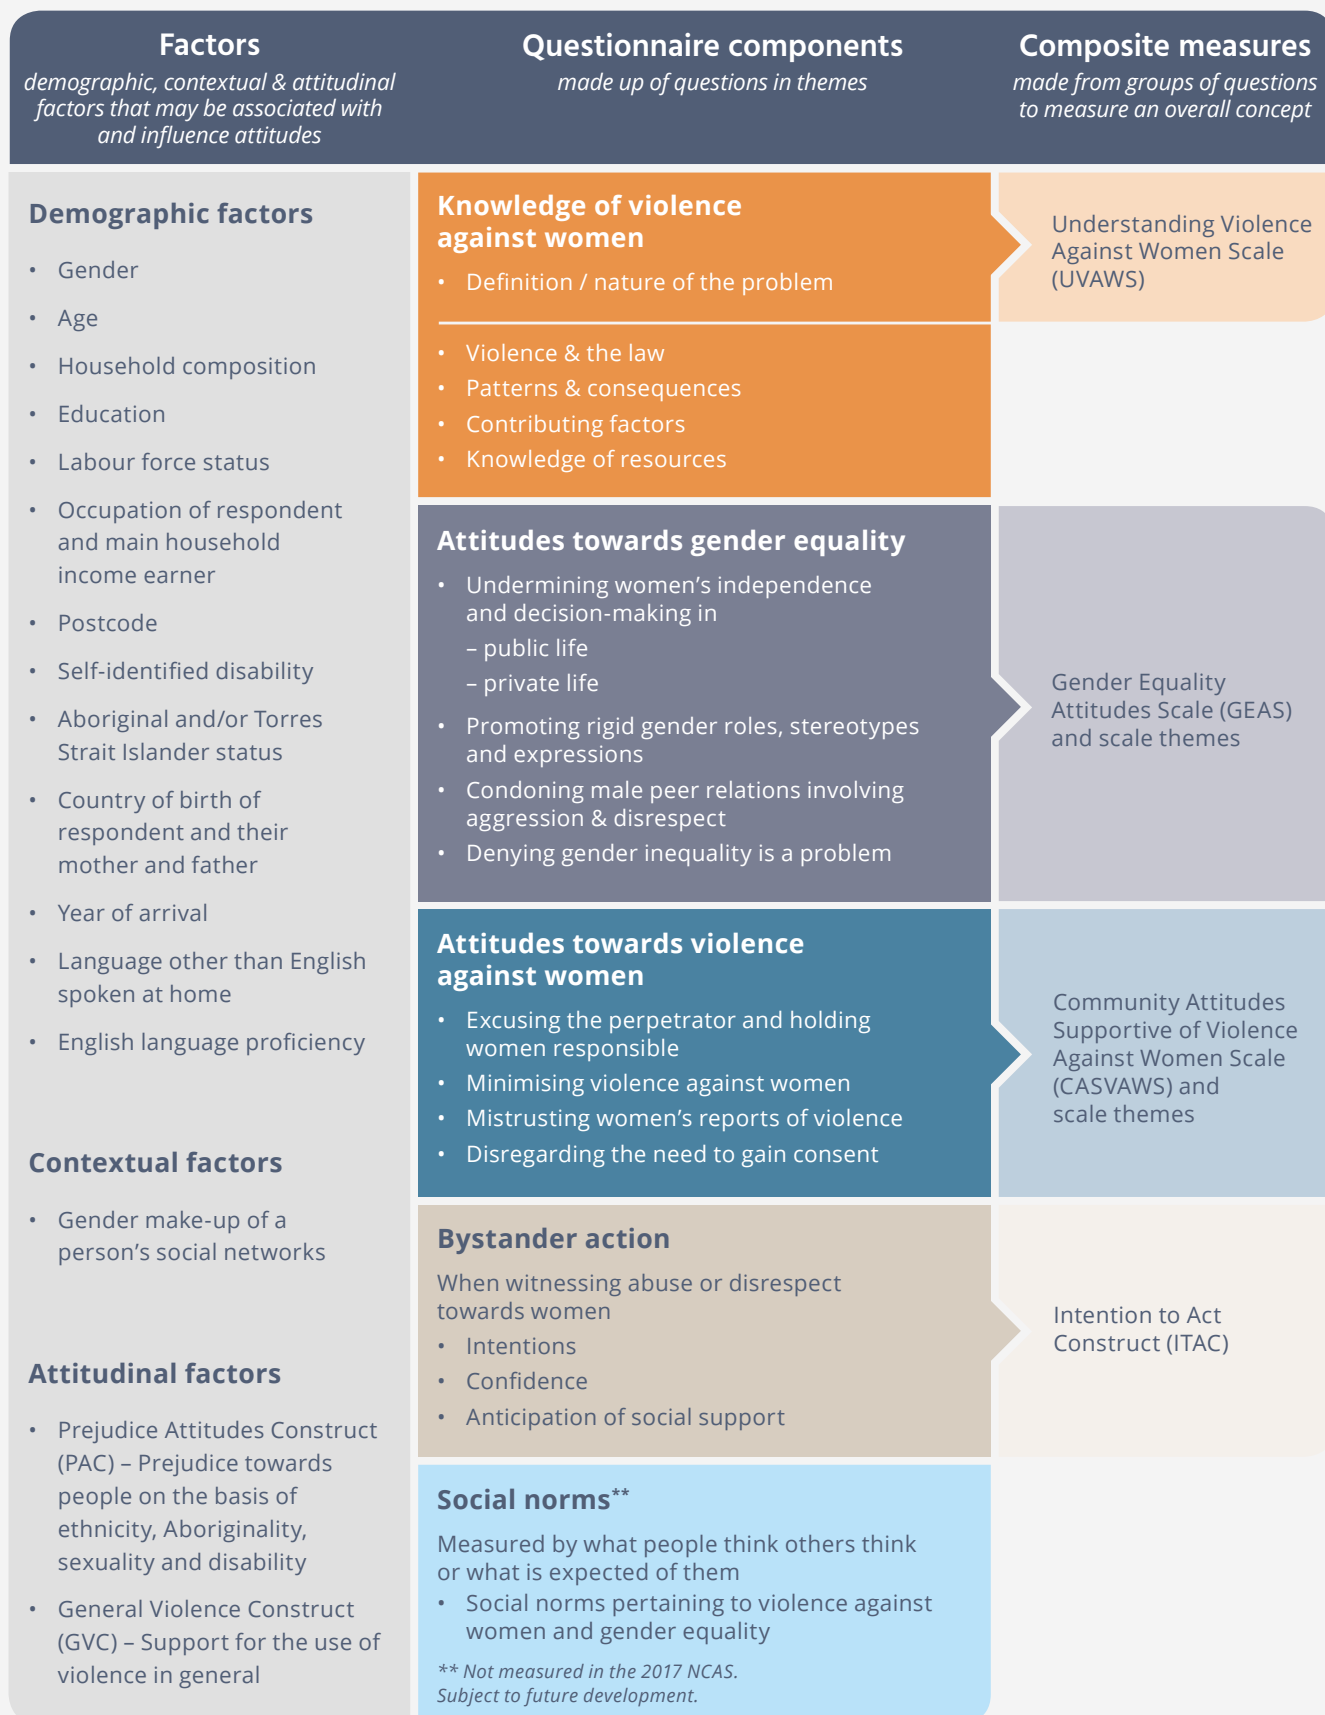 Factors
demographic, contextual & attitudinal
factors that may be associated with
and influence attitudes
Questionnaire components
made up of questions in themes
Composite measures
made from groups of questions
to measure an overall concept
Demographic factors
• Gender
• Age
• Household composition
• Education
• Labour force status
• Occupation of respondent
and main household
income earner
• Postcode
• Self-identified disability
• Aboriginal and/or Torres
Strait Islander status
• Country of birth of
respondent and their
mother and father
• Year of arrival
• Language other than English
spoken at home
• English language proficiency
Contextual factors
• Gender make-up of a
person’s social networks
Attitudinal factors
• Prejudice Attitudes Construct
(PAC) – Prejudice towards
people on the basis of
ethnicity, Aboriginality,
sexuality and disability
• General Violence Construct
(GVC) – Support for the use of
violence in general
Knowledge of violence
against women
• Definition / nature of the problem
• Violence & the law
• Patterns & consequences
• Contributing factors
• Knowledge of resources
Understanding Violence
Against Women Scale
(UVAWS)
Attitudes towards gender equality
• Undermining women’s independence
and decision-making in
– public life
– private life
• Promoting rigid gender roles, stereotypes
and expressions
• Condoning male peer relations involving
aggression & disrespect
• Denying gender inequality is a problem
Gender Equality
Attitudes Scale (GEAS)
and scale themes
Attitudes towards violence
against women
• Excusing the perpetrator and holding
women responsible
• Minimising violence against women
• Mistrusting women’s reports of violence
• Disregarding the need to gain consent
Community Attitudes
Supportive of Violence
Against Women Scale
(CASVAWS) and
scale themes
Bystander action
When witnessing abuse or disrespect
towards women
• Intentions
• Confidence
• Anticipation of social support
Intention to Act
Construct (ITAC)
Social norms**
Measured by what people think others think
or what is expected of them
• Social norms pertaining to violence against
women and gender equality
** Not measured in the 2017 NCAS.
Subject to future development.